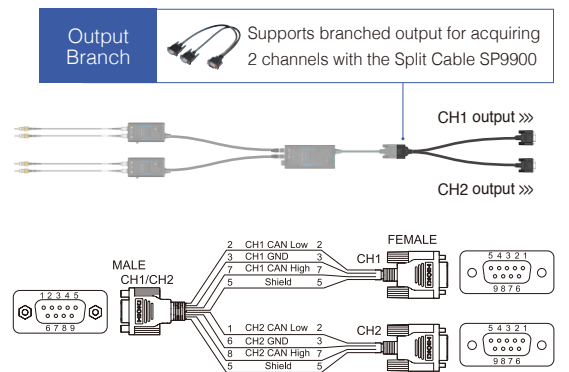 Output
Branch
Supports branched output for acquiring
2 channels with the Split Cable SP9900
CH1 output >>>
CH2 output >>>
MALE
CH1/CH2
1 2 3 4 5
6 7 8 9
HIOKI
2 CH1 CAN Low 2
3 CH1 GND 3
7 CH1 CAN High 7
5 Shield 5
CH1
FEMALE
HIOKI
5 4 3 2 1
9 8 7 6
1 CH2 CAN Low 2
6 CH2 GND 3
8 CH2 CAN High 7
5 Shield 5
CH2
HIOKI
5 4 3 2 1
9 8 7 6